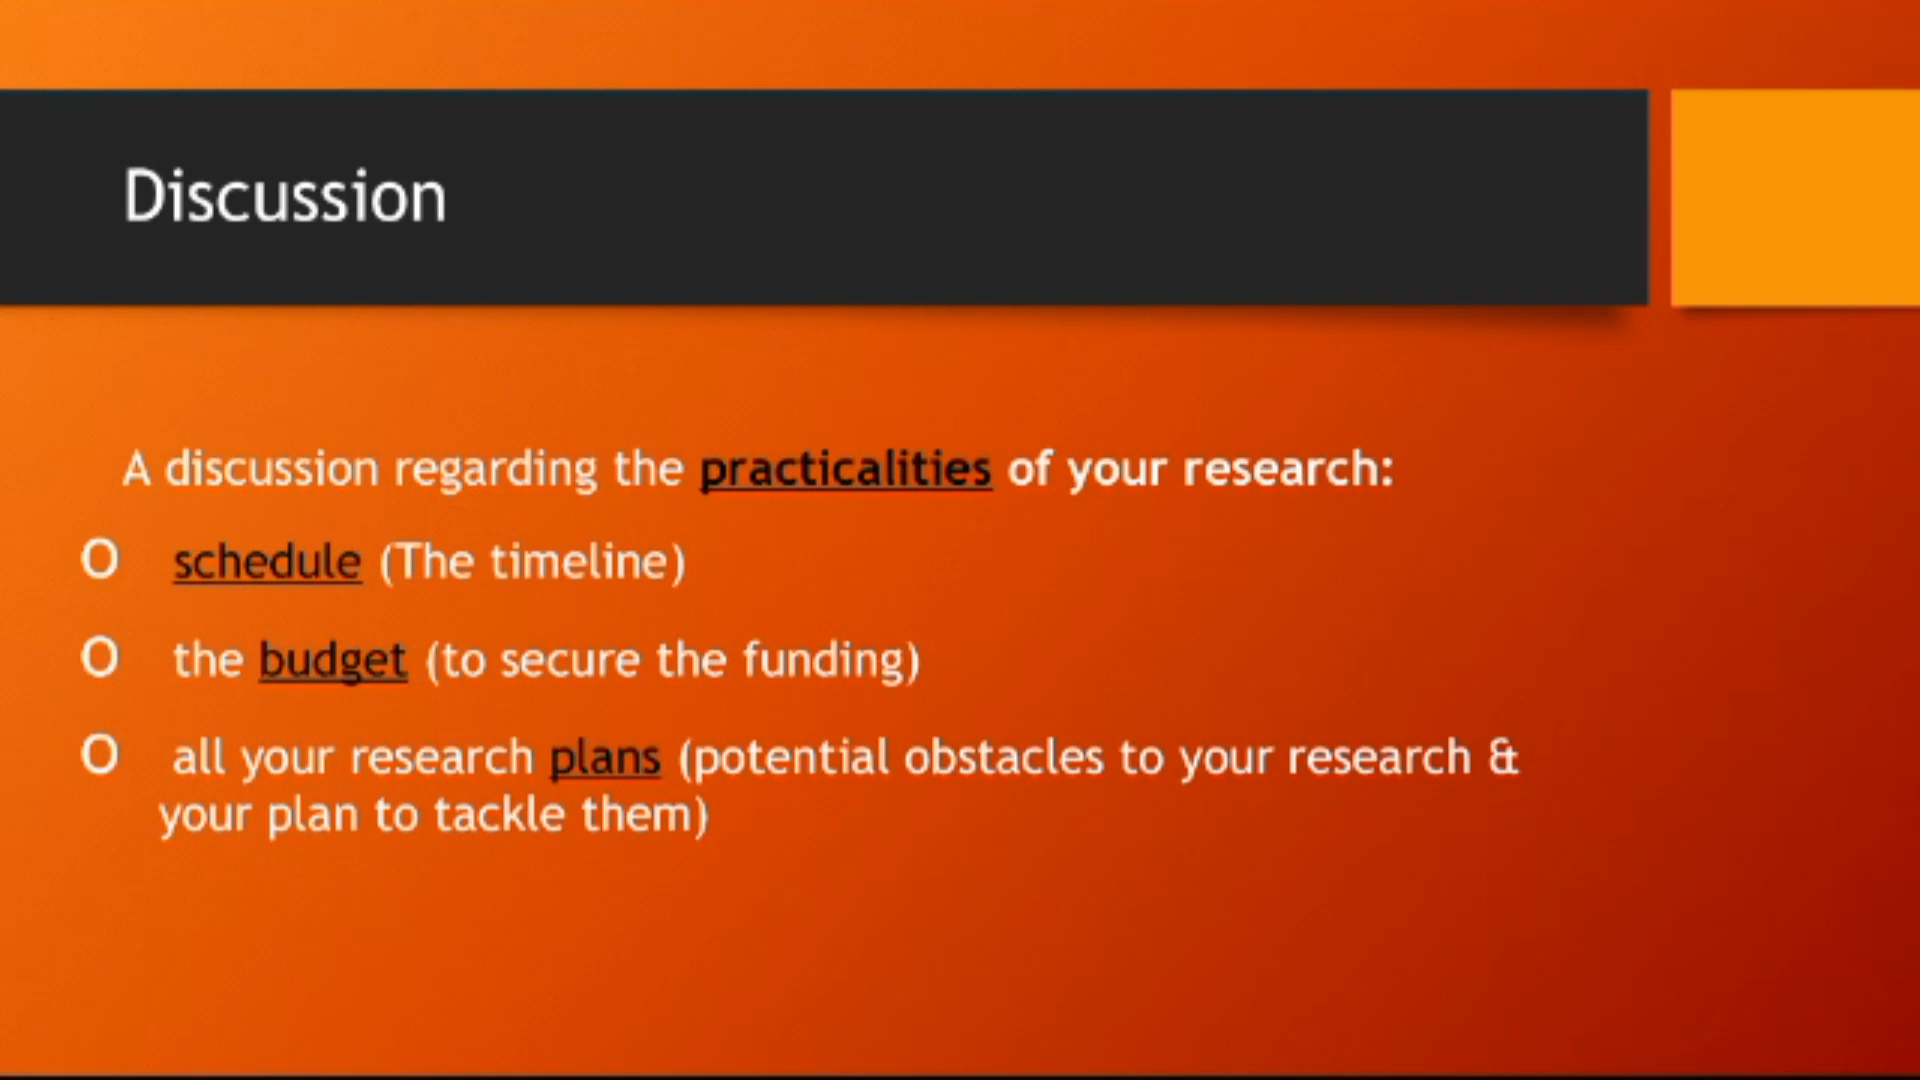 Discussion
A discussion regarding the practicalities of your research:
O schedule (The timeline)
O the budget (to secure the funding)
O all your research plans (potential obstacles to your research &
your plan to tackle them)